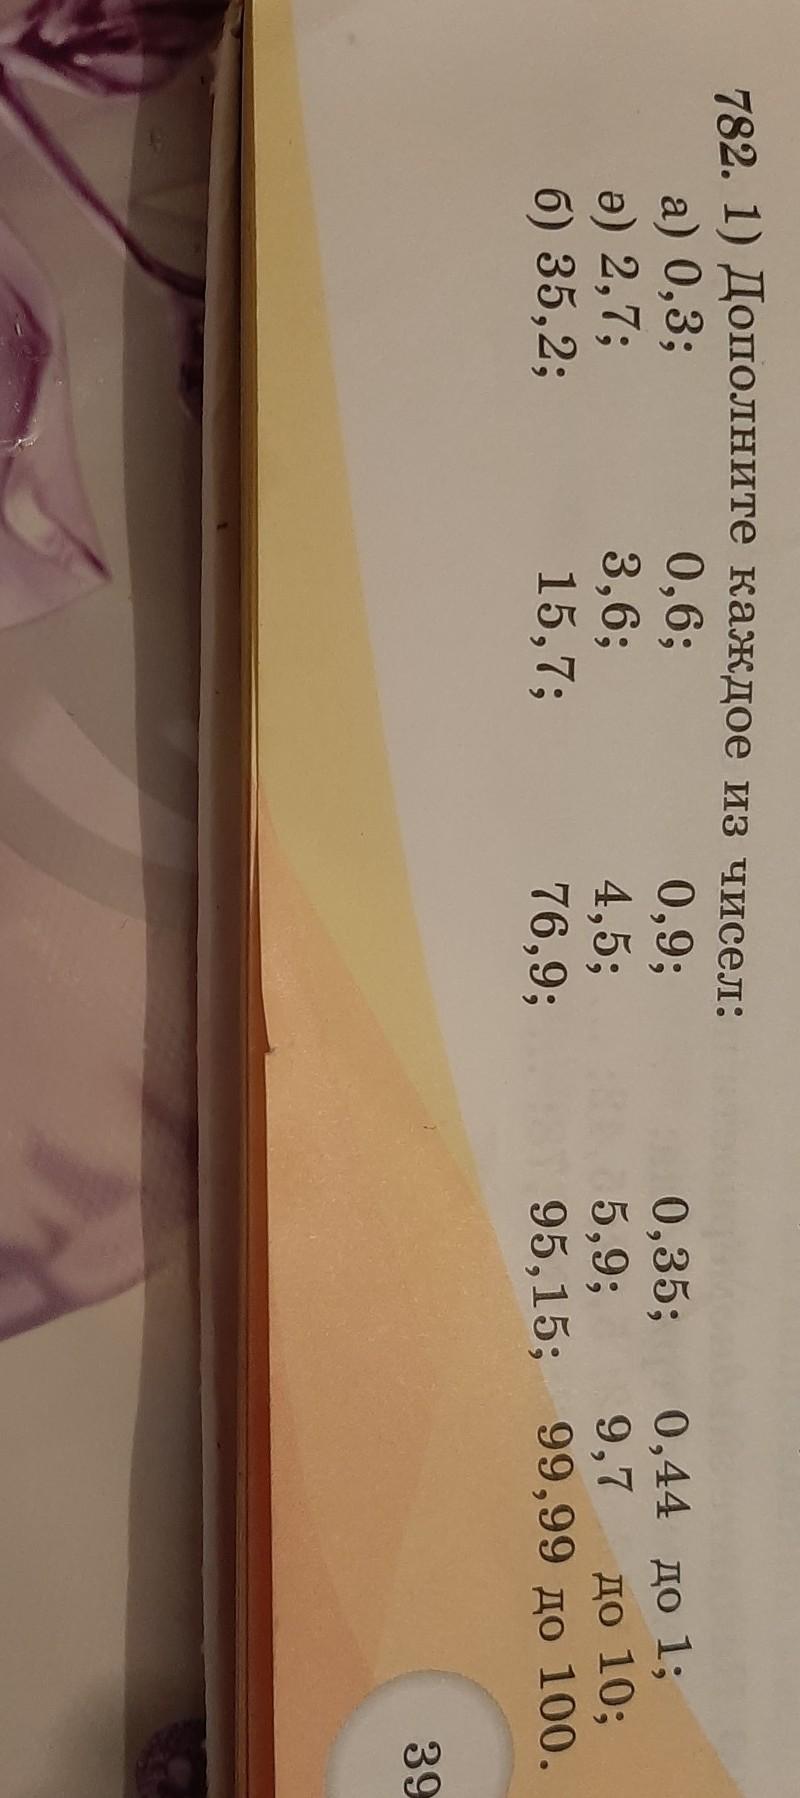 782. 1) Дополните каждое из чисел:
а) 0,3; 0,6; 0,9; 0,35; 0,44 до 1;
ә) 2,7; 3,6; 4,5; 5,9; 9,7 до 10;
б) 35,2; 15,7; 76,9; 95,15; 99,99 до 100.
39